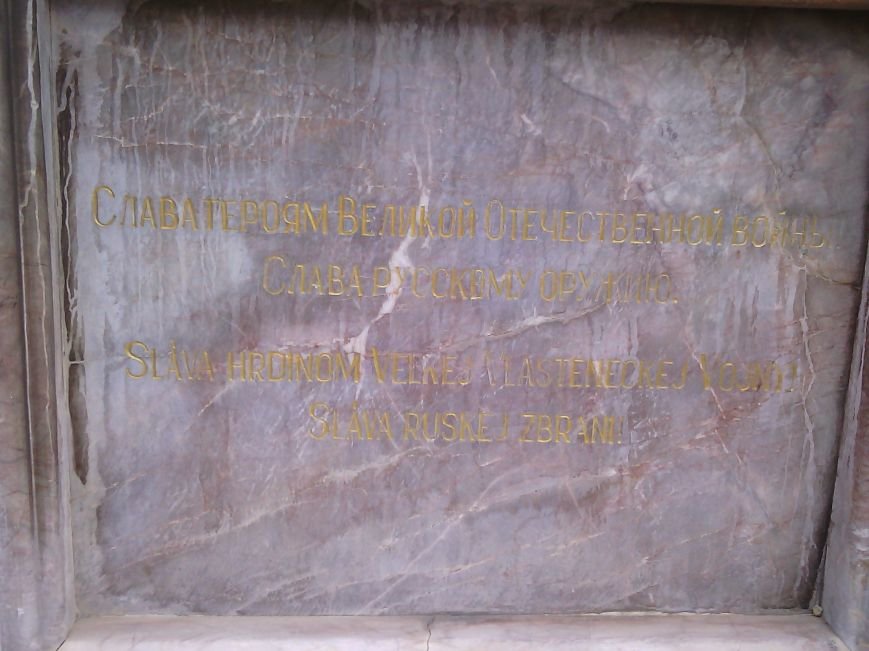 Слава героям Великой Отечественной войны!
Слава русскому оружию.
Sláva hrdinom Veľkej Vlasteneckej Vojny!
Sláva ruskej zbrani!